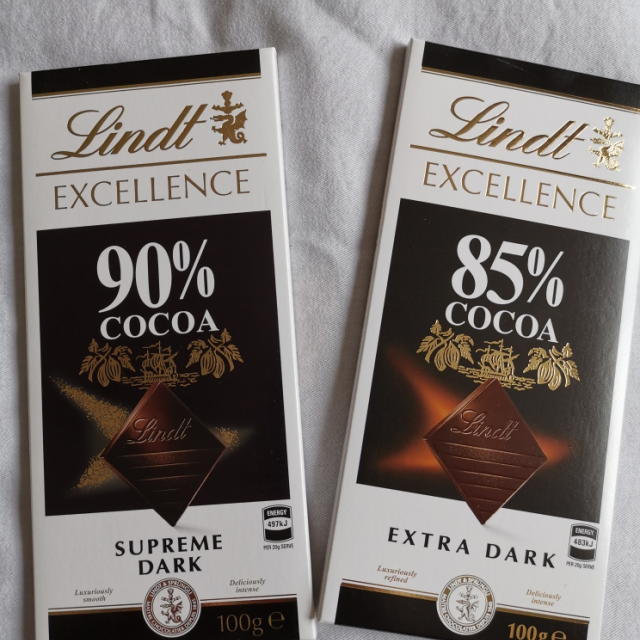 Lindt
EXCELLENCE
90%
COCOA
Lindt
ENERGY
497kJ
PER 20g SERVE
SUPREME
DARK
Luxuriously
smooth
Deliciously
intense
100g e
Lindt
EXCELLENCE
85%
COCOA
Lindt
ENERGY
483kJ
PER 20g SERVE
EXTRA DARK
Luxuriously
refined
Deliciously
intense
100g e